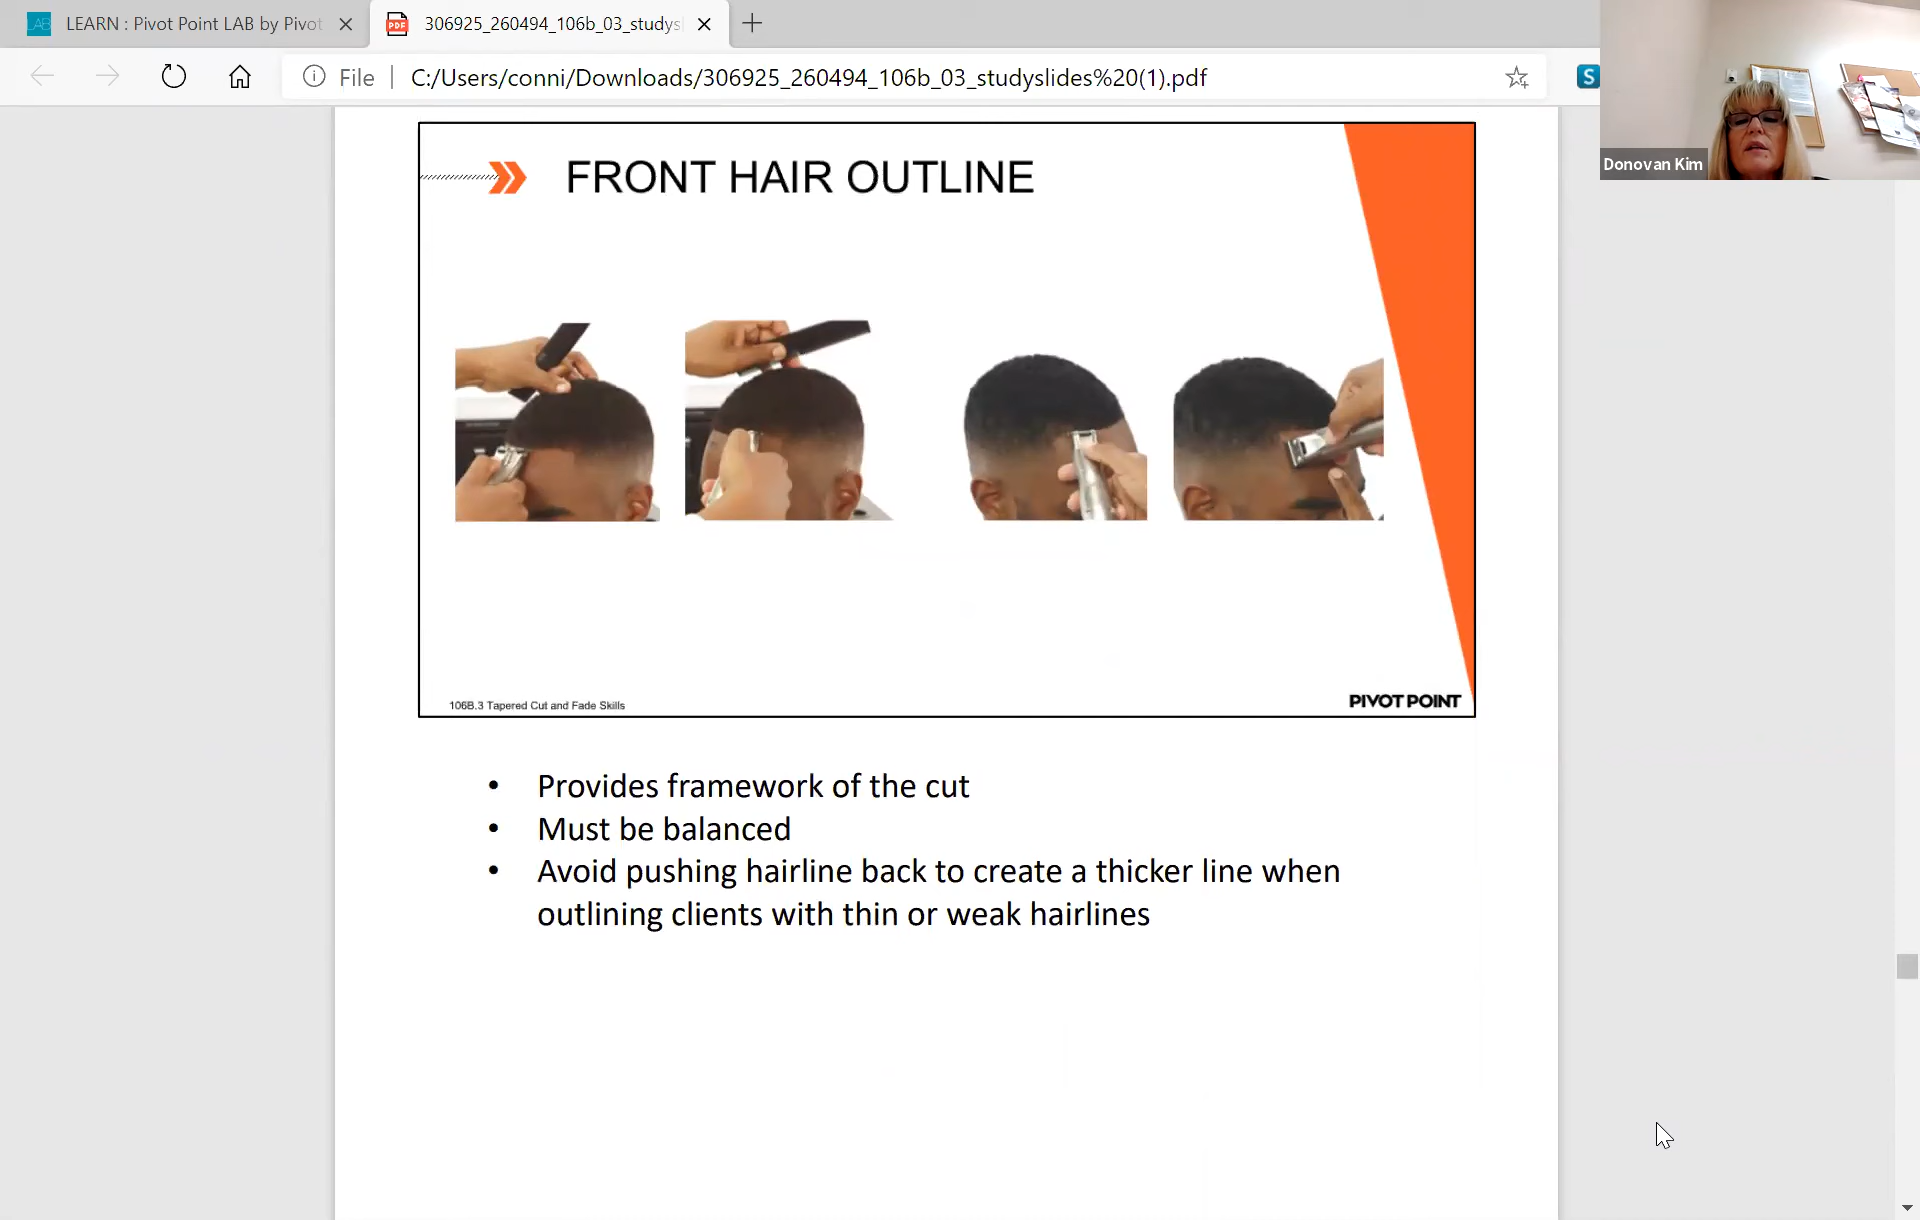 LEARN : Pivot Point LAB by Pivot
306925_260494_106b_03_studys
File
C:/Users/conni/Downloads/306925_260494_106b_03_studyslides%20(1).pdf
S
Donovan Kim
FRONT HAIR OUTLINE
106B.3 Tapered Cut and Fade Skills
PIVOT POINT
• Provides framework of the cut
• Must be balanced
• Avoid pushing hairline back to create a thicker line when
outlining clients with thin or weak hairlines